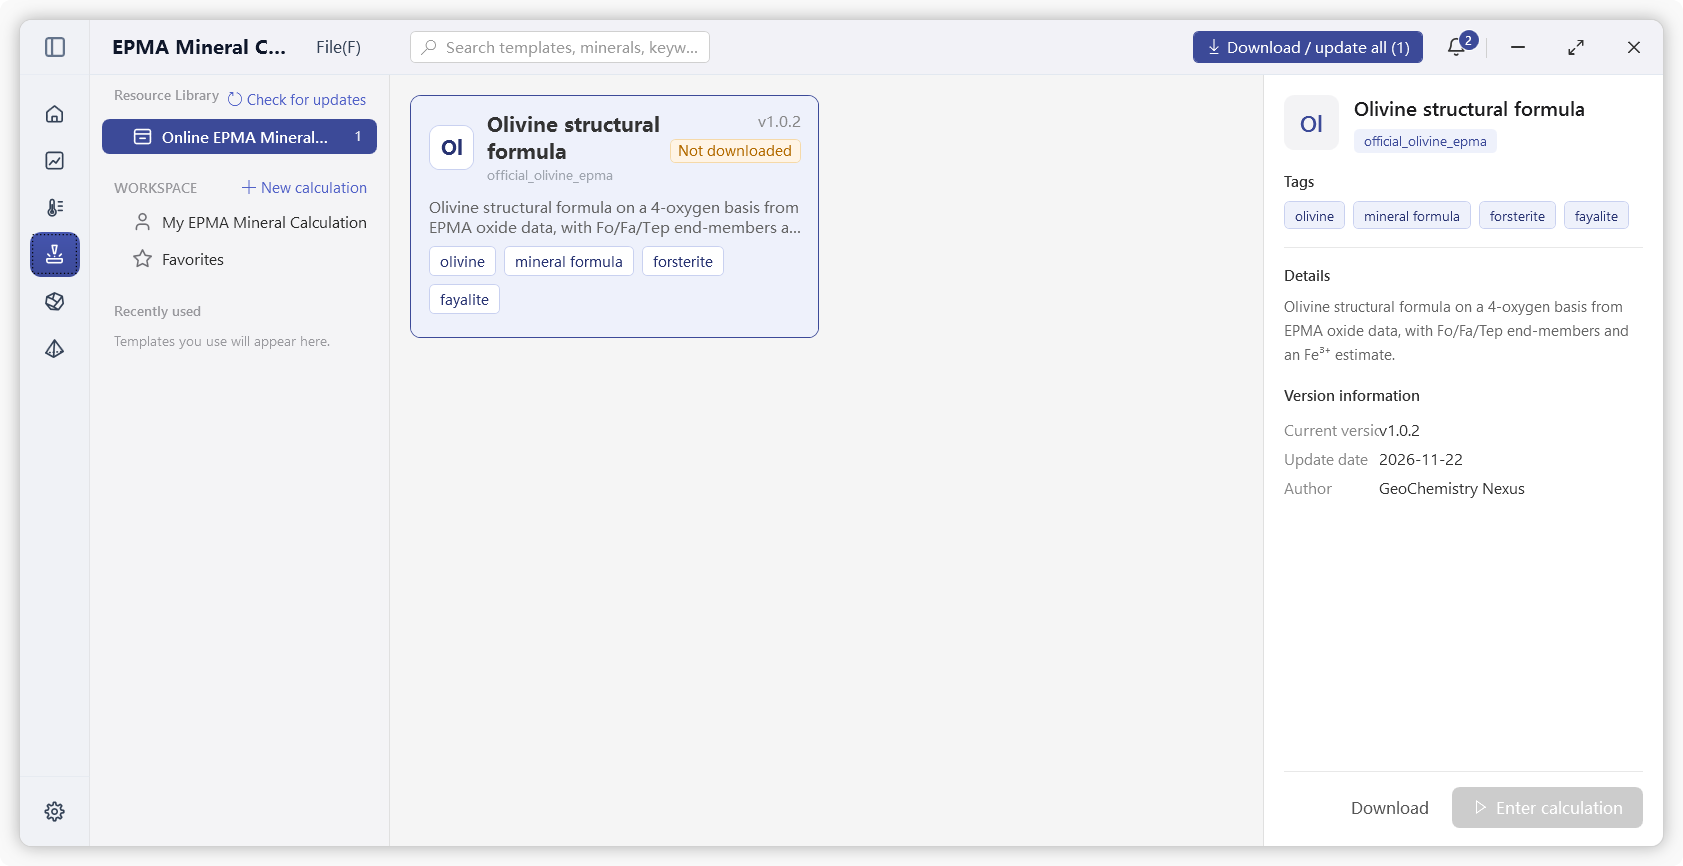 EPMA Mineral C...
File(F)
Search templates, minerals, keyw...
Download / update all (1)
2
Resource Library
Check for updates
Online EPMA Mineral...
1
WORKSPACE
New calculation
My EPMA Mineral Calculation
Favorites
Recently used
Templates you use will appear here.
Ol
Olivine structural
formula
v1.0.2
Not downloaded
official_olivine_epma
Olivine structural formula on a 4-oxygen basis from
EPMA oxide data, with Fo/Fa/Tep end-members a...
olivine
mineral formula
forsterite
fayalite
Ol
Olivine structural formula
official_olivine_epma
Tags
olivine
mineral formula
forsterite
fayalite
Details
Olivine structural formula on a 4-oxygen basis from
EPMA oxide data, with Fo/Fa/Tep end-members and
an Fe³⁺ estimate.
Version information
Current versio v1.0.2
Update date 2026-11-22
Author GeoChemistry Nexus
Download
Enter calculation